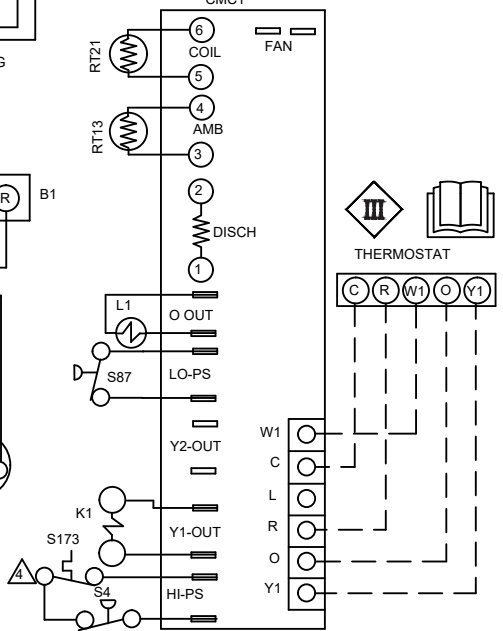 CMC1
6
COIL
FAN
RT21
G
5
4
AMB
RT13
3
R
B1
2
III
DISCH
THERMOSTAT
1
C R W1 O Y1
L1
O OUT
S87
LO-PS
W1
Y2-OUT
C
L
K1
R
Y1-OUT
S173
O
4
HI-PS
Y1
S4